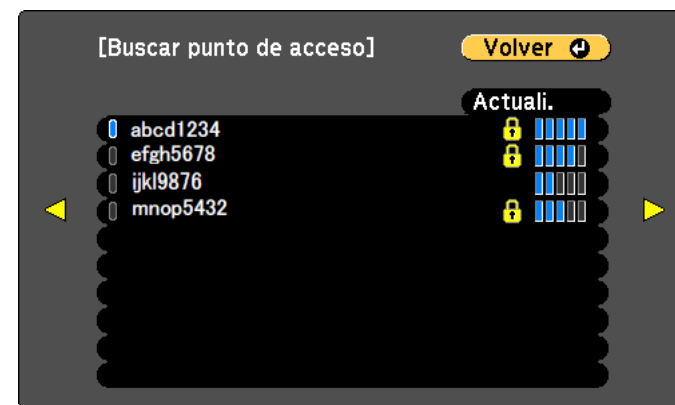 [Buscar punto de acceso]
Volver
Actuali.
abcd1234
efgh5678
ijkl9876
mnop5432